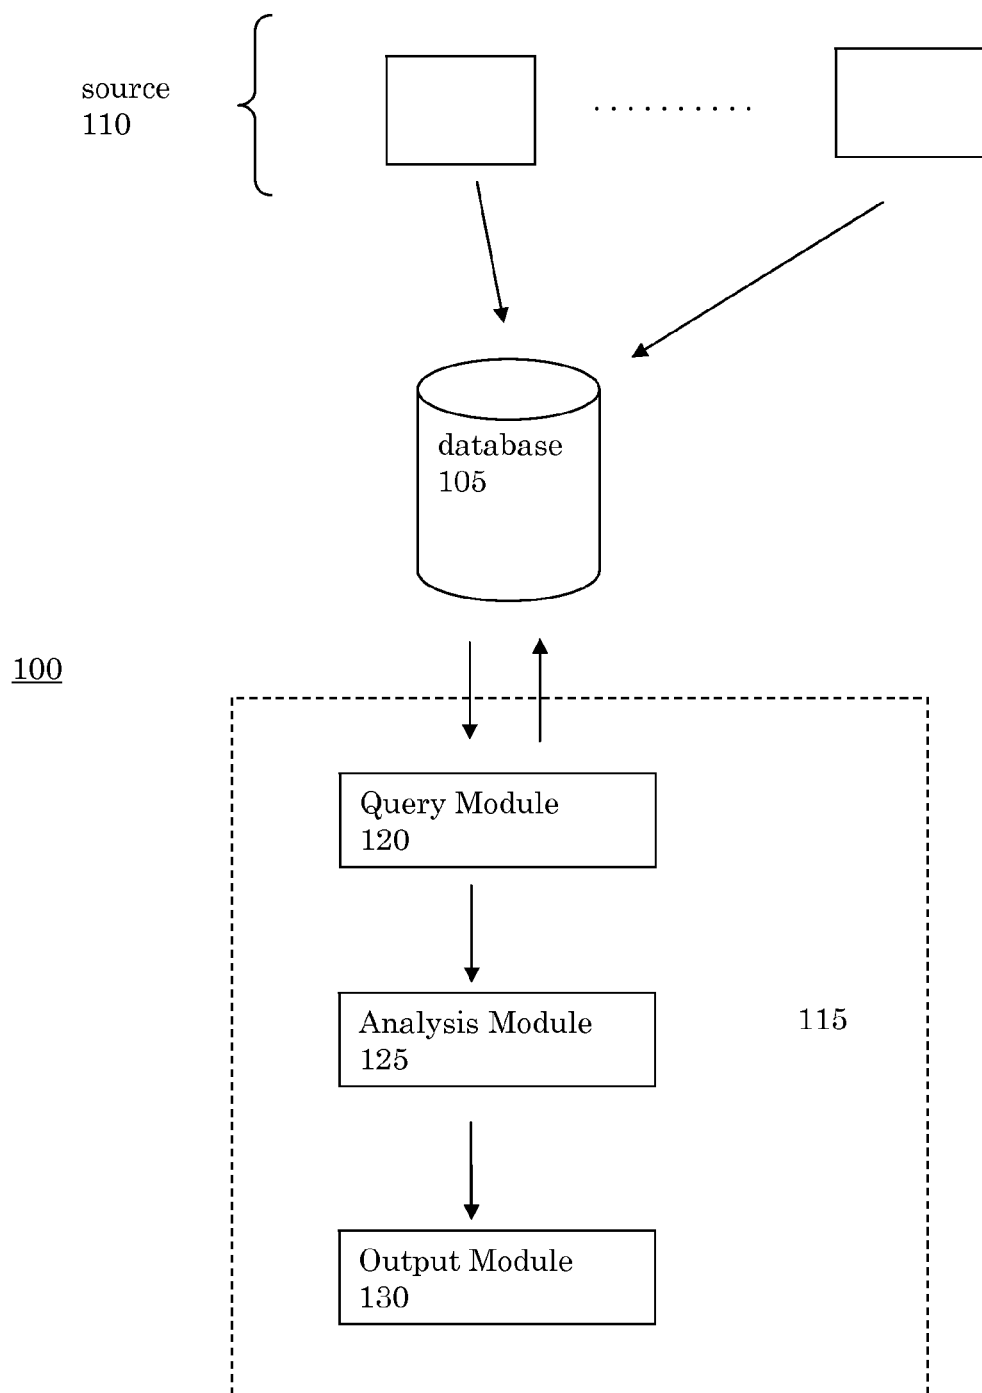 source
110
database
105
100
Query Module
120
Analysis Module
125
115
Output Module
130